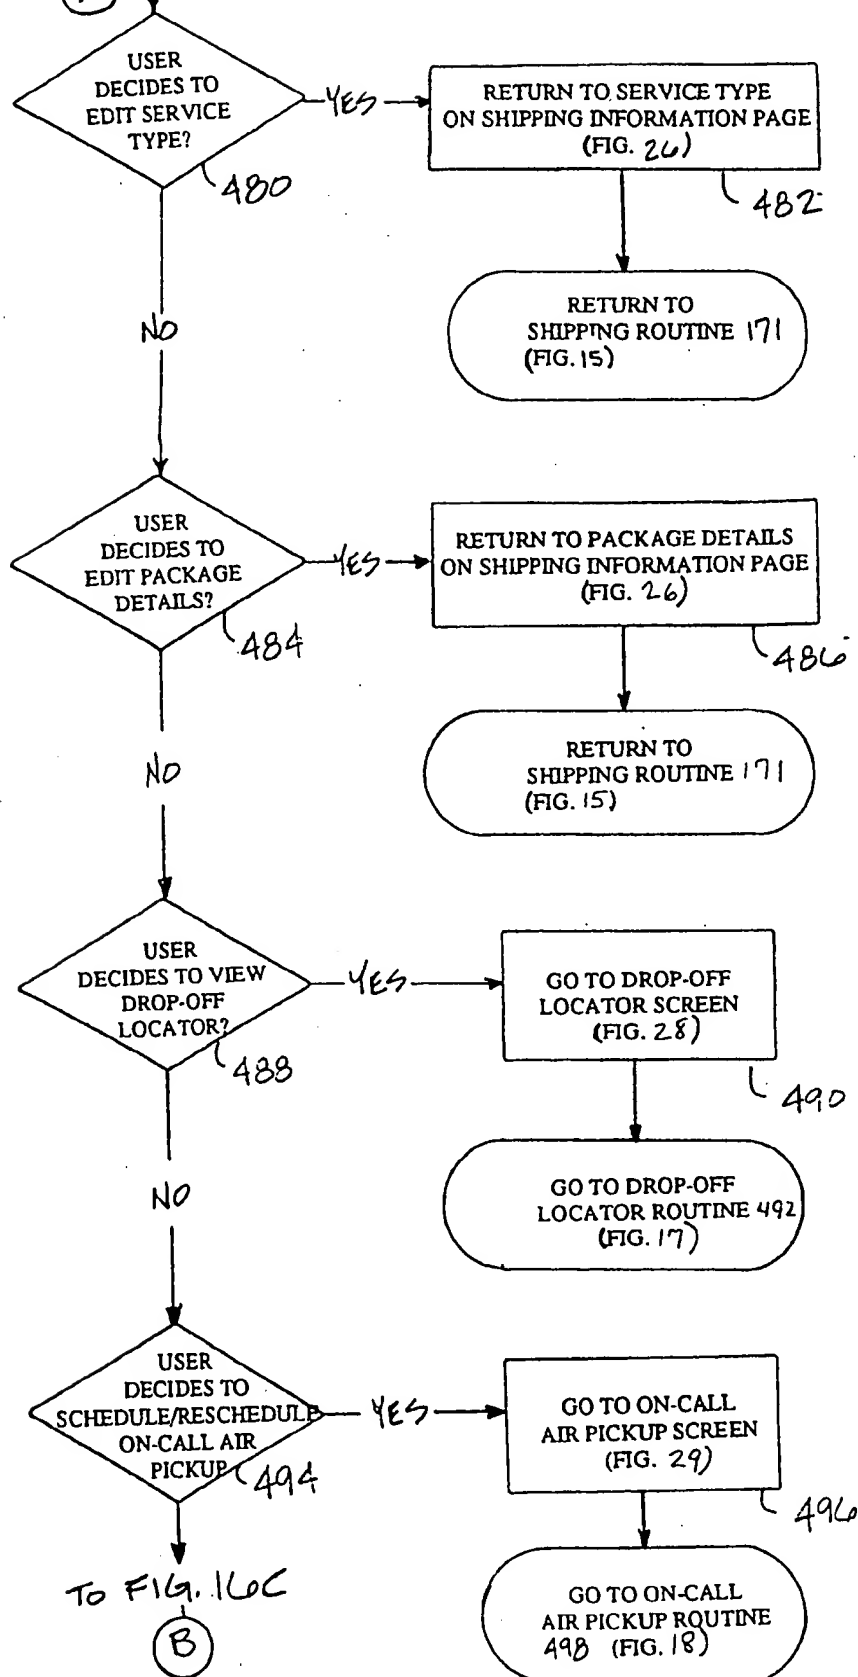 USER
DECIDES TO
EDIT SERVICE
TYPE?
480
YES
RETURN TO SERVICE TYPE
ON SHIPPING INFORMATION PAGE
(FIG. 26)
482
RETURN TO
SHIPPING ROUTINE 171
(FIG. 15)
NO
USER
DECIDES TO
EDIT PACKAGE
DETAILS?
484
YES
RETURN TO PACKAGE DETAILS
ON SHIPPING INFORMATION PAGE
(FIG. 26)
486
RETURN TO
SHIPPING ROUTINE 171
(FIG. 15)
NO
USER
DECIDES TO VIEW
DROP-OFF
LOCATOR?
488
YES
GO TO DROP-OFF
LOCATOR SCREEN
(FIG. 28)
490
GO TO DROP-OFF
LOCATOR ROUTINE 492
(FIG. 17)
NO
USER
DECIDES TO
SCHEDULE/RESCHEDULE
ON-CALL AIR
PICKUP
494
YES
GO TO ON-CALL
AIR PICKUP SCREEN
(FIG. 29)
496
GO TO ON-CALL
AIR PICKUP ROUTINE
498 (FIG. 18)
TO FIG. 16C
B